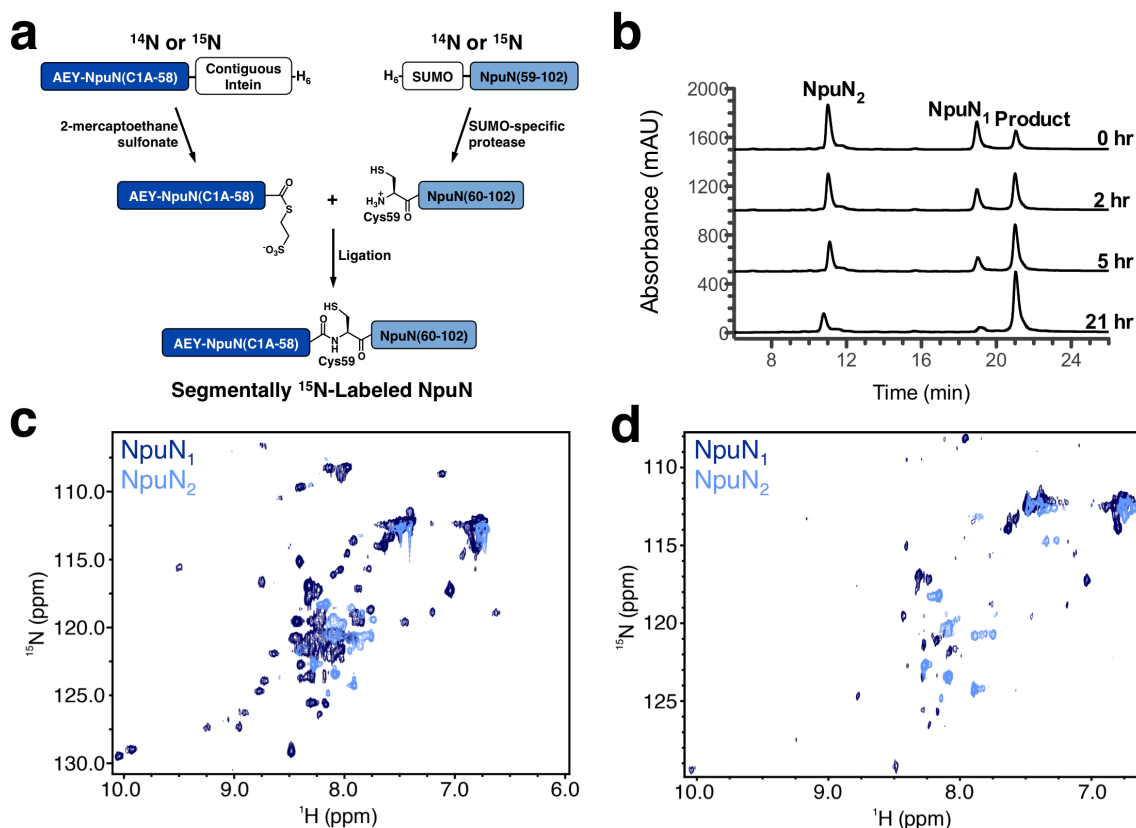 a
¹⁴N or ¹⁵N
¹⁴N or ¹⁵N
AEY-NpuN(C1A-58)
Contiguous
Intein
-H₆
H₆-
SUMO
NpuN(59-102)
2-mercaptoethane
sulfonate
SUMO-specific
protease
AEY-NpuN(C1A-58)
O
S
⁻O₃S
+
HS
H₃N⁺
O
Cys59
NpuN(60-102)
Ligation
AEY-NpuN(C1A-58)
O
N
H
HS
O
Cys59
NpuN(60-102)
Segmentally ¹⁵N-Labeled NpuN
b
Absorbance (mAU)
2000
1600
1200
800
400
0
NpuN₂
NpuN₁ Product
0 hr
2 hr
5 hr
21 hr
8 12 16 20 24
Time (min)
c
NpuN₁
NpuN₂
¹⁵N (ppm)
110.0
115.0
120.0
125.0
130.0
10.0 9.0 8.0 7.0 6.0
¹H (ppm)
d
NpuN₁
NpuN₂
¹⁵N (ppm)
110
115
120
125
10.0 9.0 8.0 7.0
¹H (ppm)